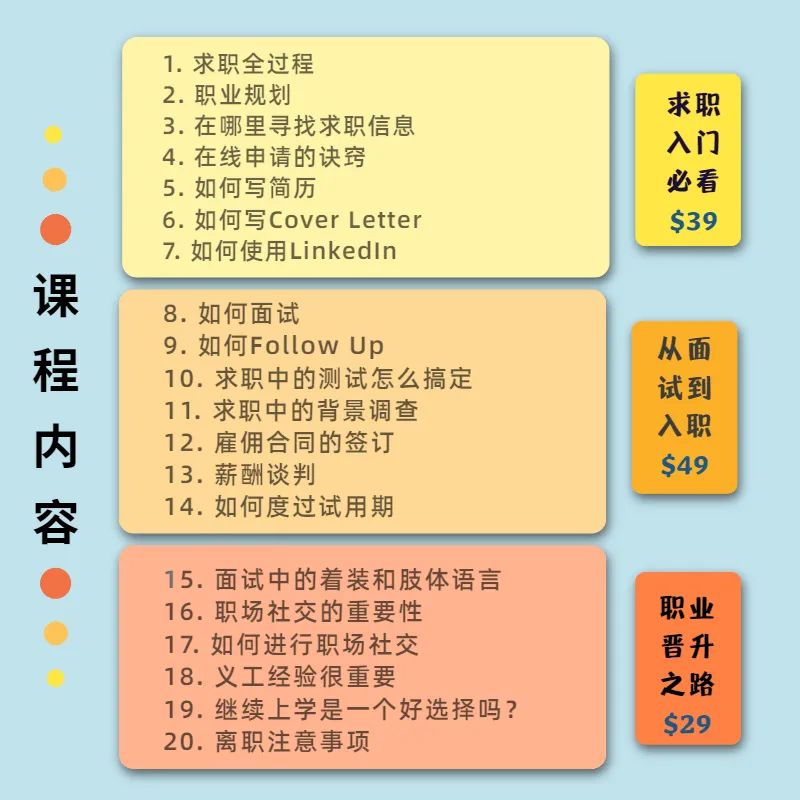 课程内容
1. 求职全过程
2. 职业规划
3. 在哪里寻找求职信息
4. 在线申请的诀窍
5. 如何写简历
6. 如何写Cover Letter
7. 如何使用LinkedIn
求职
入门
必看
$39
8. 如何面试
9. 如何Follow Up
10. 求职中的测试怎么搞定
11. 求职中的背景调查
12. 雇佣合同的签订
13. 薪酬谈判
14. 如何度过试用期
从面
试到
入职
$49
15. 面试中的着装和肢体语言
16. 职场社交的重要性
17. 如何进行职场社交
18. 义工经验很重要
19. 继续上学是一个好选择吗?
20. 离职注意事项
职业
晋升
之路
$29